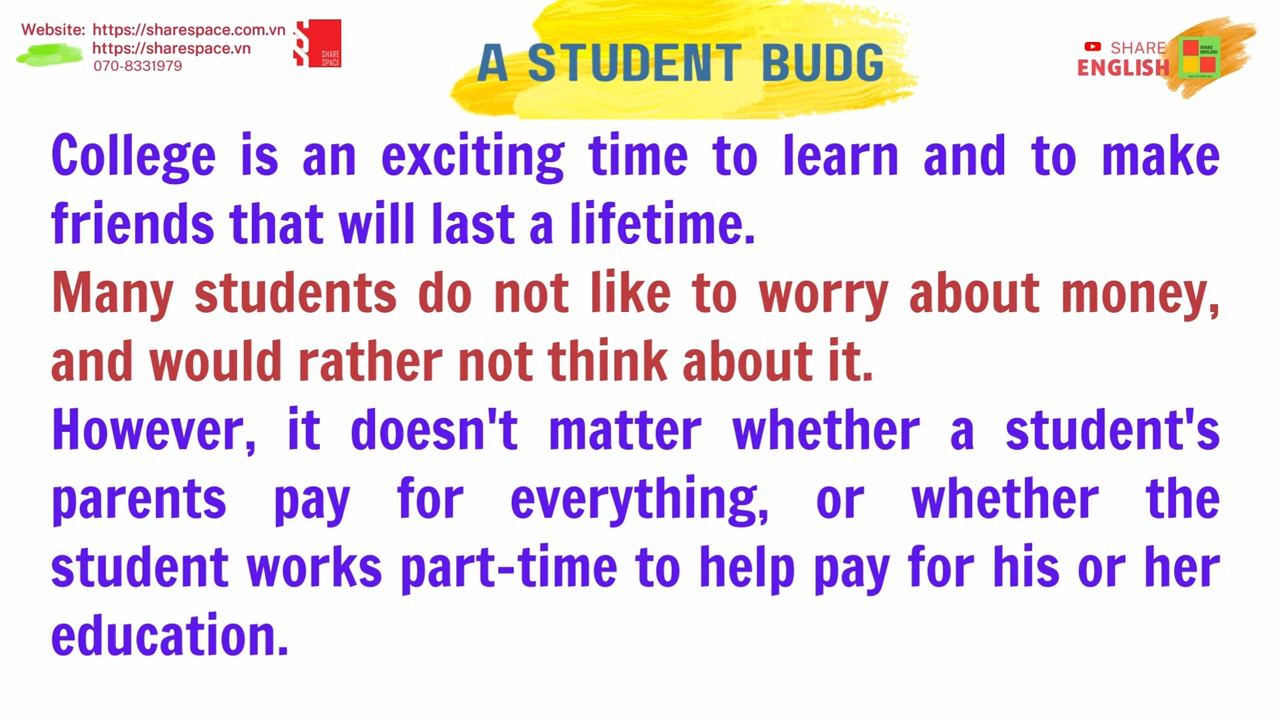 Website: https://sharespace.com.vn
https://sharespace.vn
070-8331979
SHARE
SPACE
A STUDENT BUDG
SHARE
ENGLISH
College is an exciting time to learn and to make
friends that will last a lifetime.
Many students do not like to worry about money,
and would rather not think about it.
However, it doesn't matter whether a student's
parents pay for everything, or whether the
student works part-time to help pay for his or her
education.